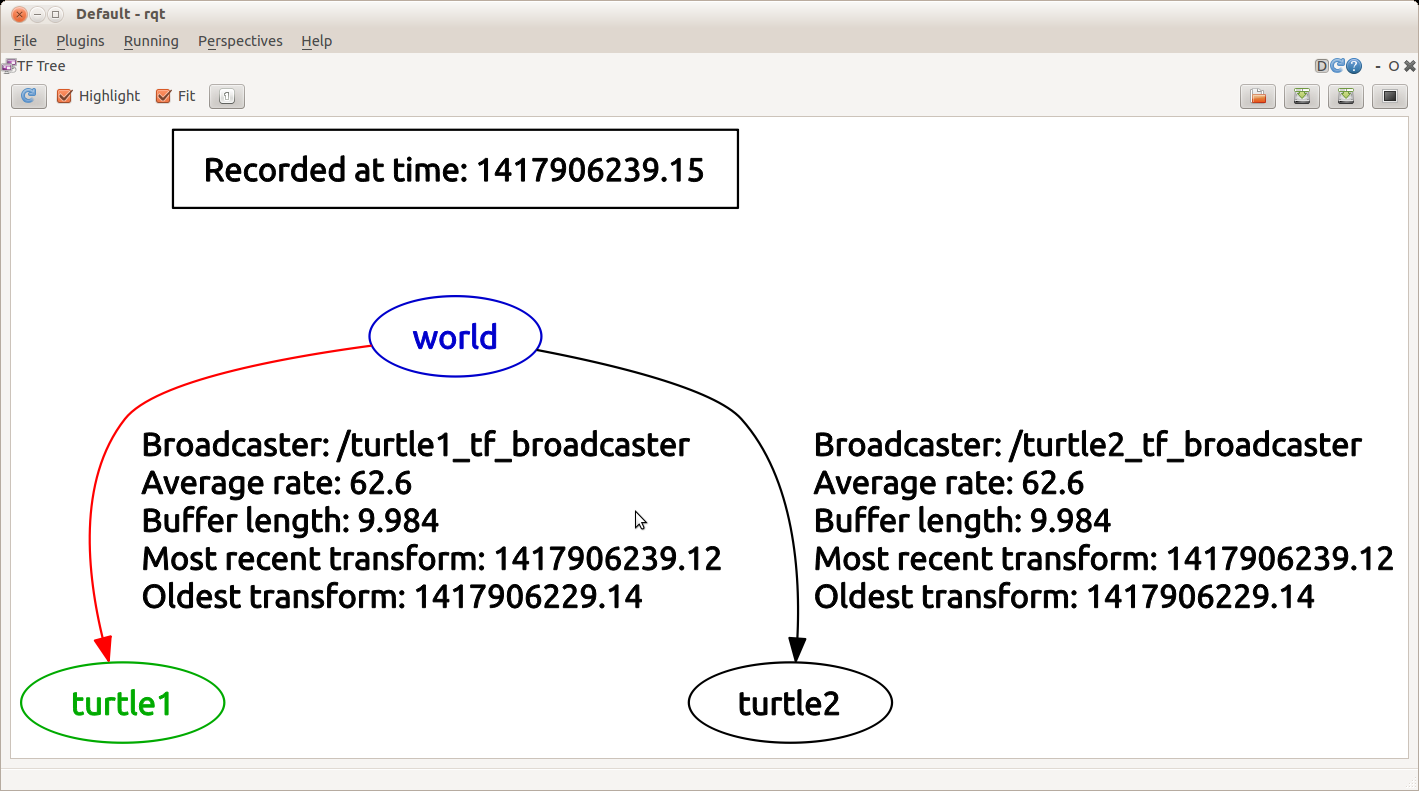 Default - rqt
File Plugins Running Perspectives Help
TF Tree
D ? - O
Highlight Fit
Recorded at time: 1417906239.15
world
Broadcaster: /turtle1_tf_broadcaster
Average rate: 62.6
Buffer length: 9.984
Most recent transform: 1417906239.12
Oldest transform: 1417906229.14
Broadcaster: /turtle2_tf_broadcaster
Average rate: 62.6
Buffer length: 9.984
Most recent transform: 1417906239.12
Oldest transform: 1417906229.14
turtle1
turtle2